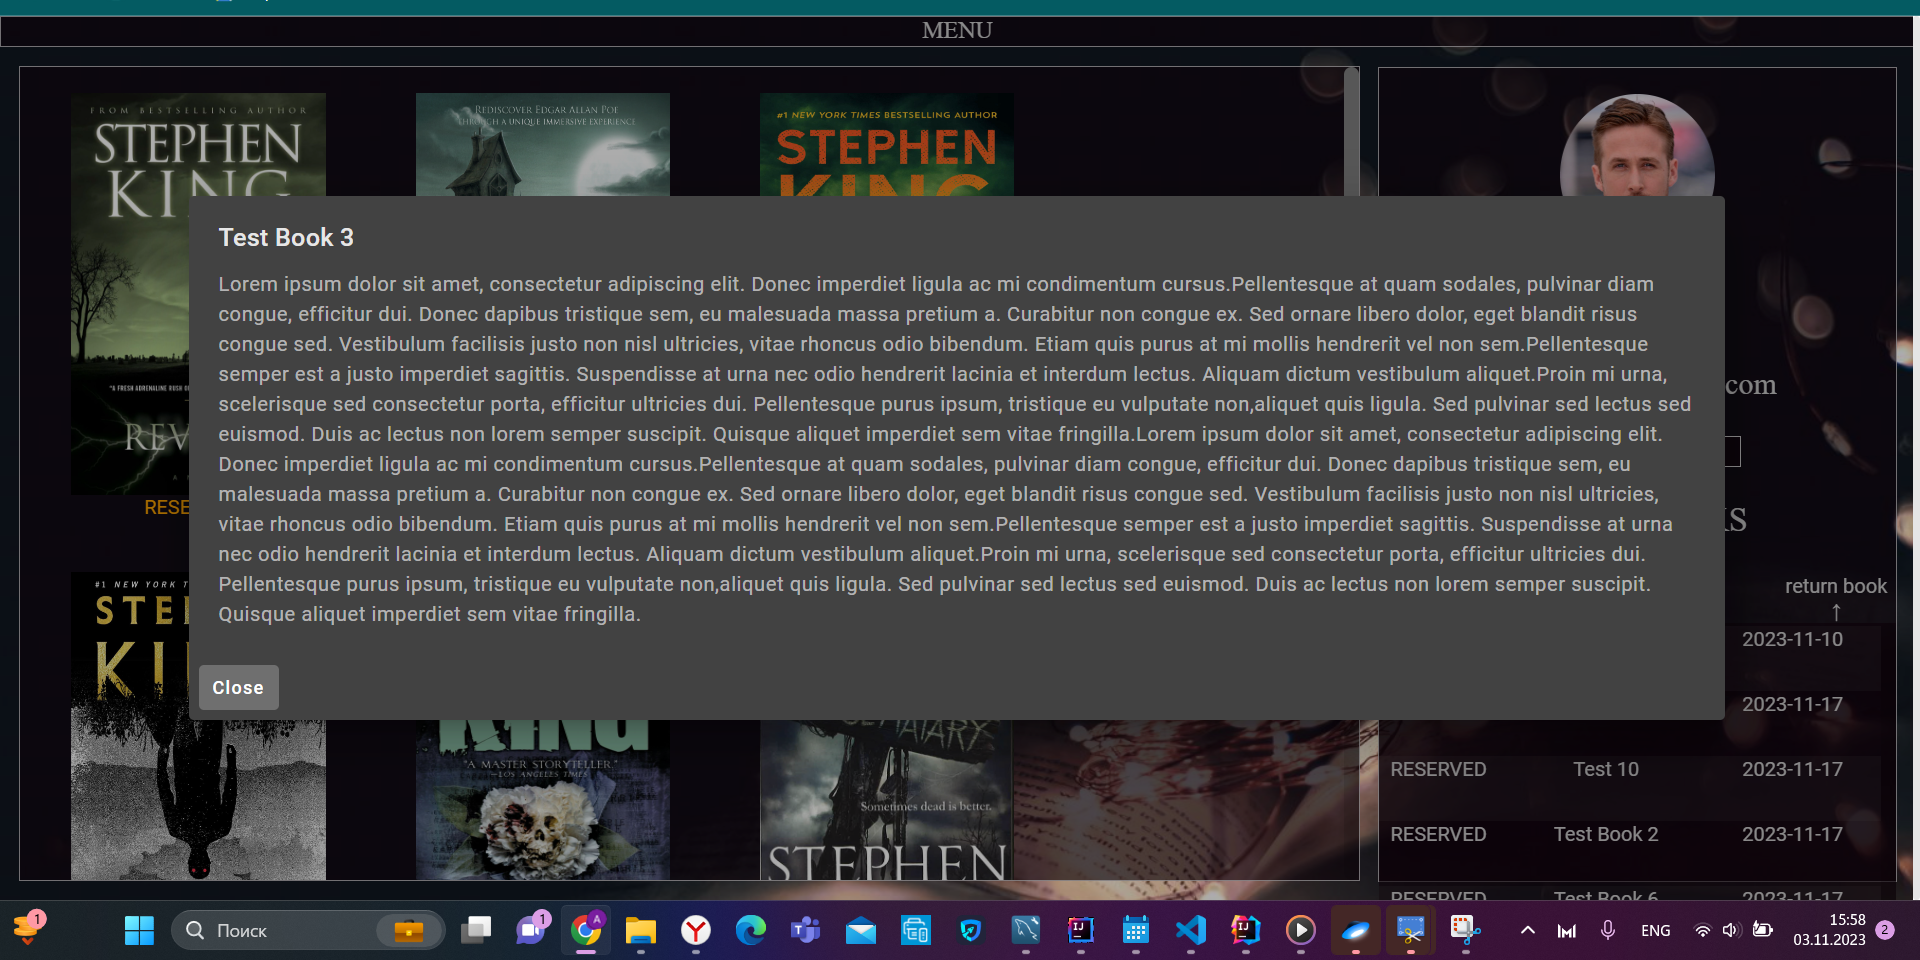 MENU
FROM BESTSELLING AUTHOR
STEPHEN
KING
REDISCOVER EDGAR ALLAN POE
THROUGH A UNIQUE IMMERSIVE EXPERIENCE
#1 NEW YORK TIMES BESTSELLING AUTHOR
STEPHEN
KING
Test Book 3
Lorem ipsum dolor sit amet, consectetur adipiscing elit. Donec imperdiet ligula ac mi condimentum cursus.Pellentesque at quam sodales, pulvinar diam
congue, efficitur dui. Donec dapibus tristique sem, eu malesuada massa pretium a. Curabitur non congue ex. Sed ornare libero dolor, eget blandit risus
congue sed. Vestibulum facilisis justo non nisl ultricies, vitae rhoncus odio bibendum. Etiam quis purus at mi mollis hendrerit vel non sem.Pellentesque
semper est a justo imperdiet sagittis. Suspendisse at urna nec odio hendrerit lacinia et interdum lectus. Aliquam dictum vestibulum aliquet.Proin mi urna,
scelerisque sed consectetur porta, efficitur ultricies dui. Pellentesque purus ipsum, tristique eu vulputate non,aliquet quis ligula. Sed pulvinar sed lectus sed
euismod. Duis ac lectus non lorem semper suscipit. Quisque aliquet imperdiet sem vitae fringilla.Lorem ipsum dolor sit amet, consectetur adipiscing elit.
Donec imperdiet ligula ac mi condimentum cursus.Pellentesque at quam sodales, pulvinar diam congue, efficitur dui. Donec dapibus tristique sem, eu
malesuada massa pretium a. Curabitur non congue ex. Sed ornare libero dolor, eget blandit risus congue sed. Vestibulum facilisis justo non nisl ultricies,
vitae rhoncus odio bibendum. Etiam quis purus at mi mollis hendrerit vel non sem.Pellentesque semper est a justo imperdiet sagittis. Suspendisse at urna
nec odio hendrerit lacinia et interdum lectus. Aliquam dictum vestibulum aliquet.Proin mi urna, scelerisque sed consectetur porta, efficitur ultricies dui.
Pellentesque purus ipsum, tristique eu vulputate non,aliquet quis ligula. Sed pulvinar sed lectus sed euismod. Duis ac lectus non lorem semper suscipit.
Quisque aliquet imperdiet sem vitae fringilla.
Close
"A FRESH ADRENALINE RUSH
REV
RESE
#1 NEW YORK T
STE
KI
KING
"A MASTER STORYTELLER."
—LOS ANGELES TIMES
Sometimes dead is better.
STEPHEN
com
KS
return book
↑
2023-11-10
2023-11-17
RESERVED Test 10 2023-11-17
RESERVED Test Book 2 2023-11-17
RESERVED Test Book 6 2023-11-17
1
Поиск
1
A
ENG
15:58
03.11.2023
2